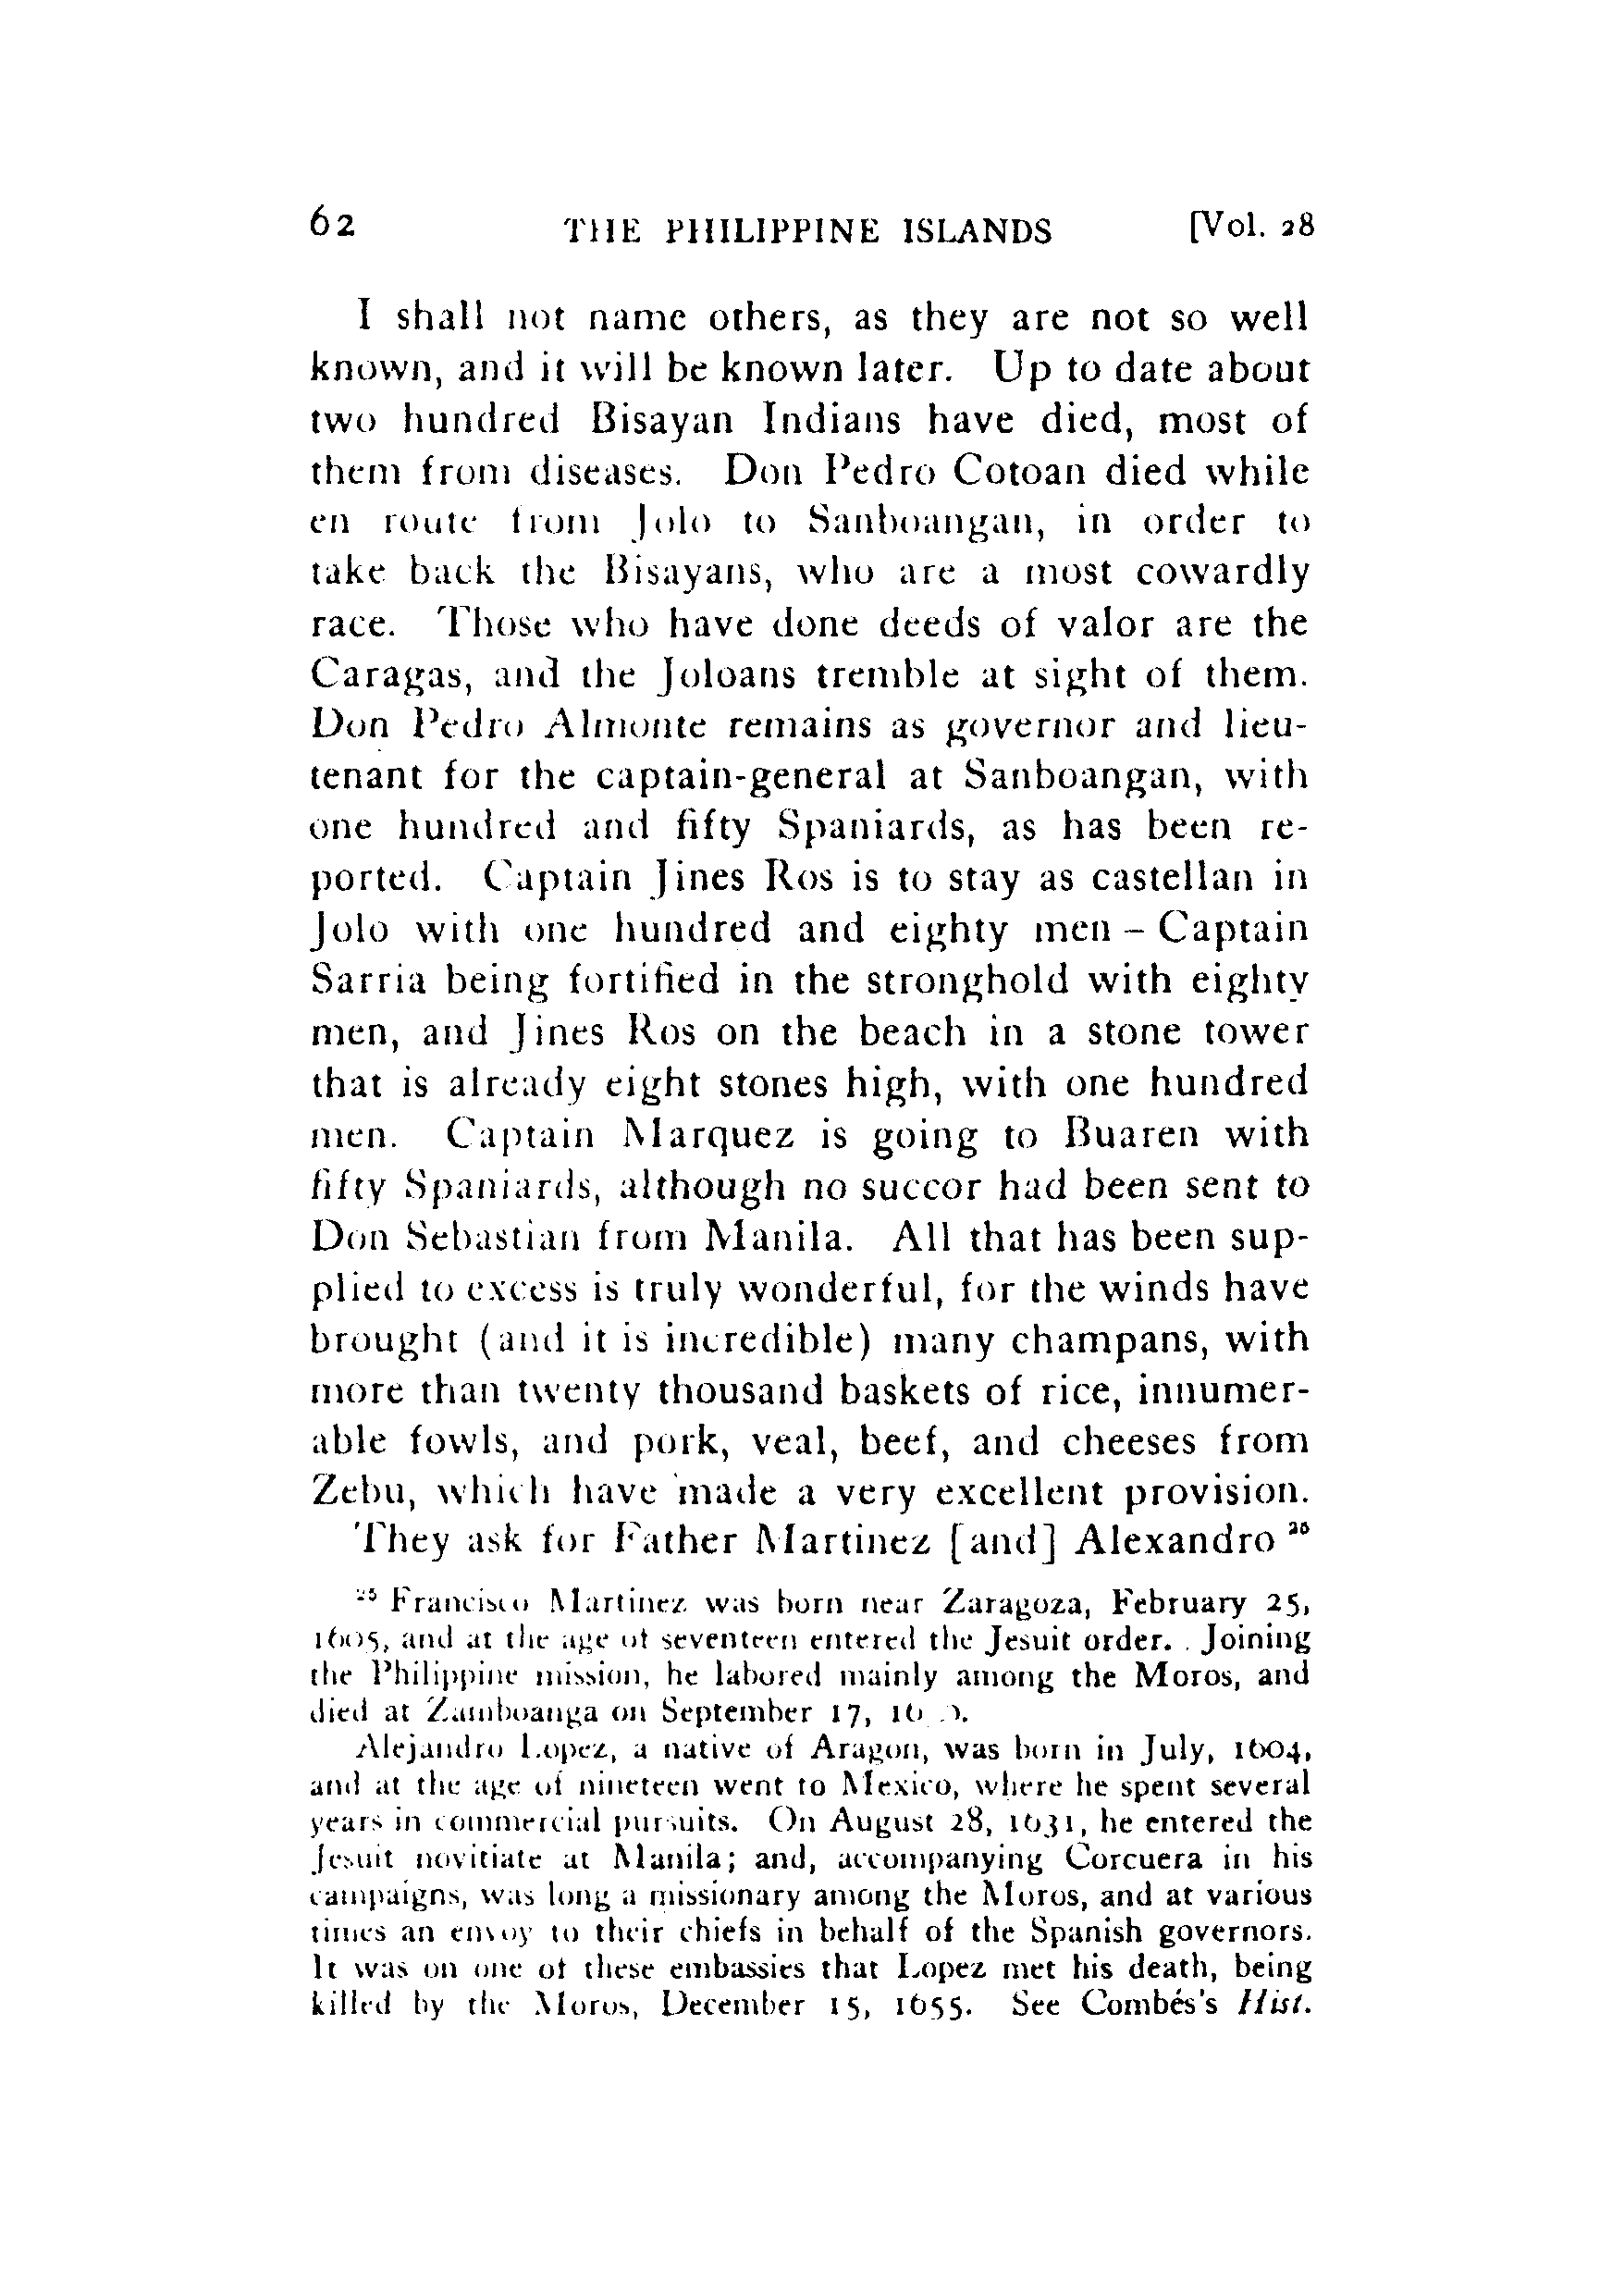 62 THE PHILIPPINE ISLANDS [Vol. 28
I shall not name others, as they are not so well
known, and it will be known later. Up to date about
two hundred Bisayan Indians have died, most of
them from diseases. Don Pedro Cotoan died while
en route from Jolo to Sanboangan, in order to
take back the Bisayans, who are a most cowardly
race. Those who have done deeds of valor are the
Caragas, and the Joloans tremble at sight of them.
Don Pedro Almonte remains as governor and lieu-
tenant for the captain-general at Sanboangan, with
one hundred and fifty Spaniards, as has been re-
ported. Captain Jines Ros is to stay as castellan in
Jolo with one hundred and eighty men – Captain
Sarria being fortified in the stronghold with eighty
men, and Jines Ros on the beach in a stone tower
that is already eight stones high, with one hundred
men. Captain Marquez is going to Buaren with
fifty Spaniards, although no succor had been sent to
Don Sebastian from Manila. All that has been sup-
plied to excess is truly wonderful, for the winds have
brought (and it is incredible) many champans, with
more than twenty thousand baskets of rice, innumer-
able fowls, and pork, veal, beef, and cheeses from
Zebu, which have made a very excellent provision.
They ask for Father Martinez [and] Alexandro
25 Francisco Martinez was born near Zaragoza, February 25,
1605, and at the age of seventeen entered the Jesuit order. Joining
the Philippine mission, he labored mainly among the Moros, and
died at Zamboanga on September 17,
Alejandro Lopez, a native of Aragon, was born in July, 1604,
and at the age of nineteen went to Mexico, where he spent several
years in commercial pursuits. On August 28, 1631, he entered the
Jesuit novitiate at Manila; and, accompanying Corcuera in his
campaigns, was long a missionary among the Moros, and at various
times an envoy to their chiefs in behalf of the Spanish governors.
It was on one of these embassies that Lopez met his death, being
killed by the Moros, December 15, 1655. See Combés's Hist.